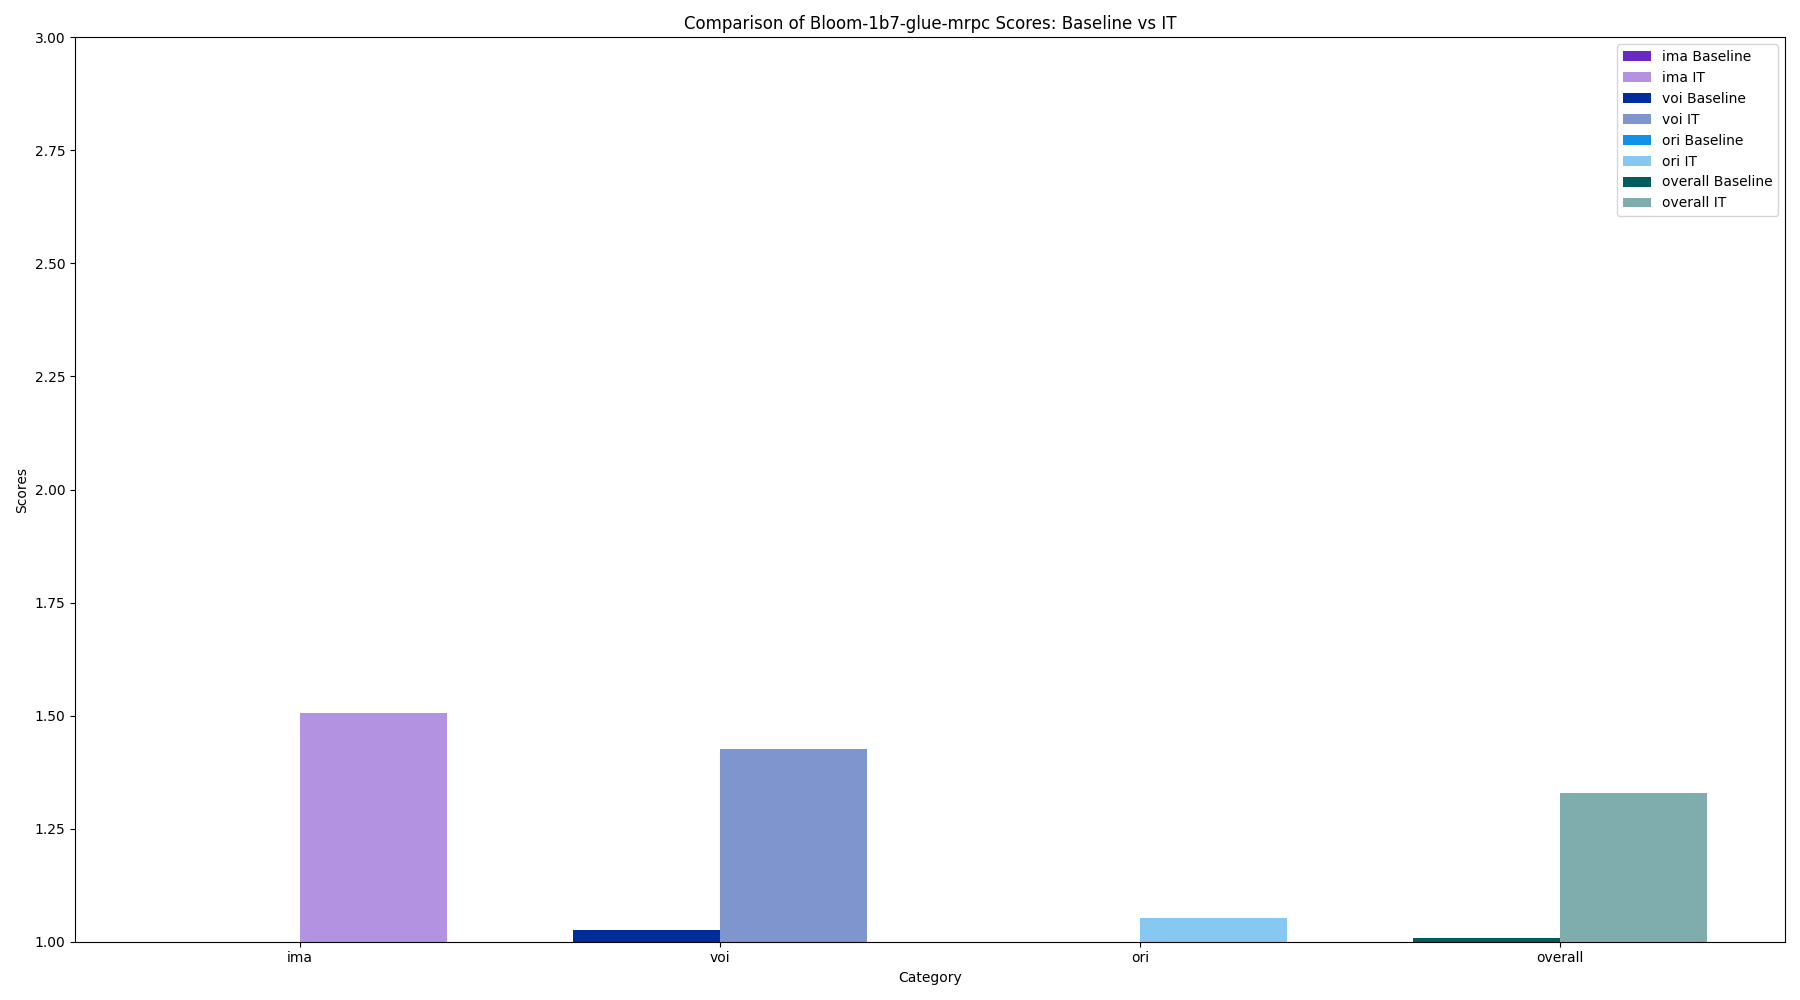 Comparison of Bloom-1b7-glue-mrpc Scores: Baseline vs IT
3.00
2.75
2.50
2.25
2.00
1.75
1.50
1.25
1.00
Scores
ima Baseline
ima IT
voi Baseline
voi IT
ori Baseline
ori IT
overall Baseline
overall IT
ima
voi
ori
overall
Category